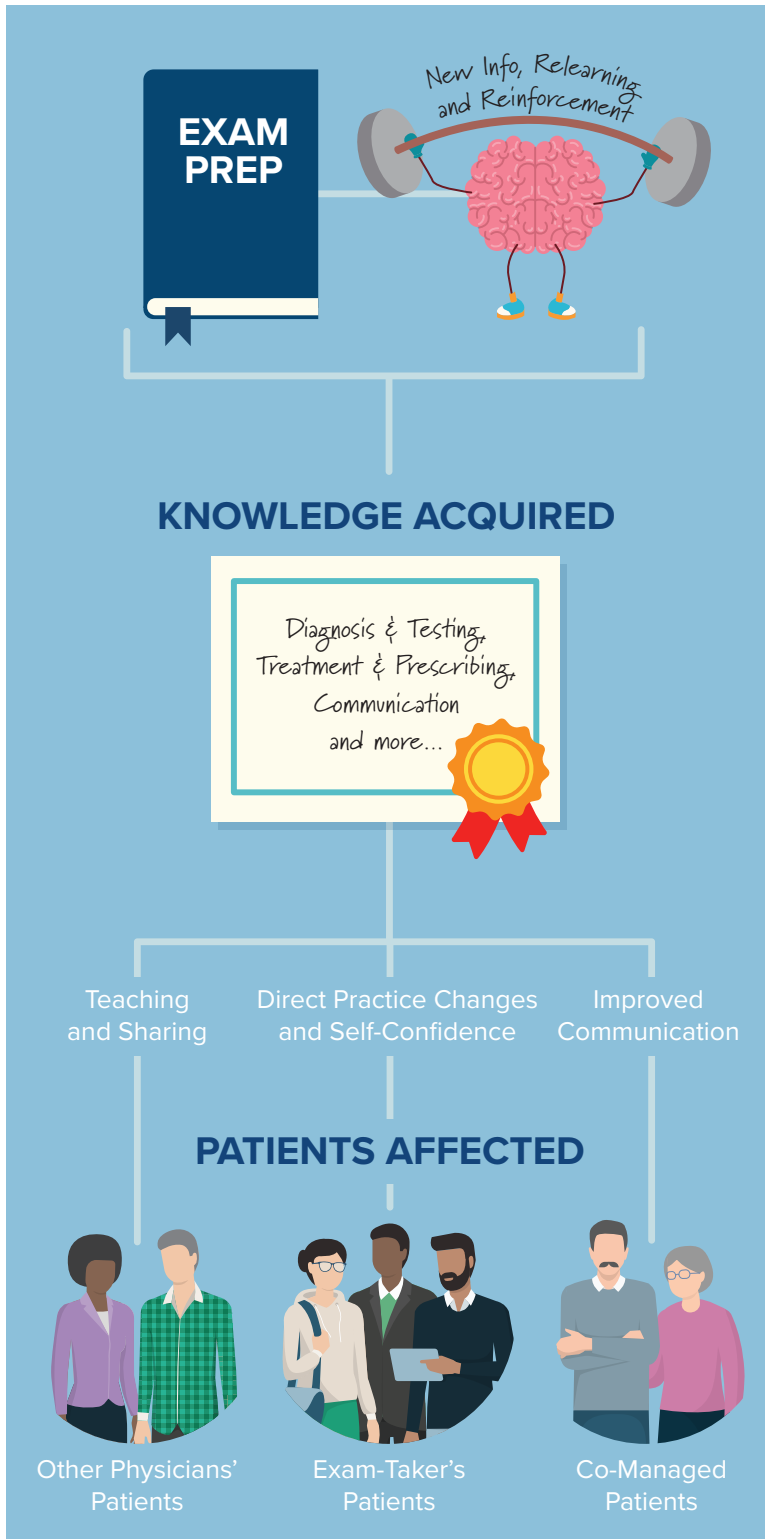 EXAM
PREP
New Info, Relearning
and Reinforcement
KNOWLEDGE ACQUIRED
Diagnosis & Testing,
Treatment & Prescribing,
Communication
and more...
Teaching
and Sharing
Direct Practice Changes
and Self-Confidence
Improved
Communication
PATIENTS AFFECTED
Other Physicians’
Patients
Exam-Taker’s
Patients
Co-Managed
Patients